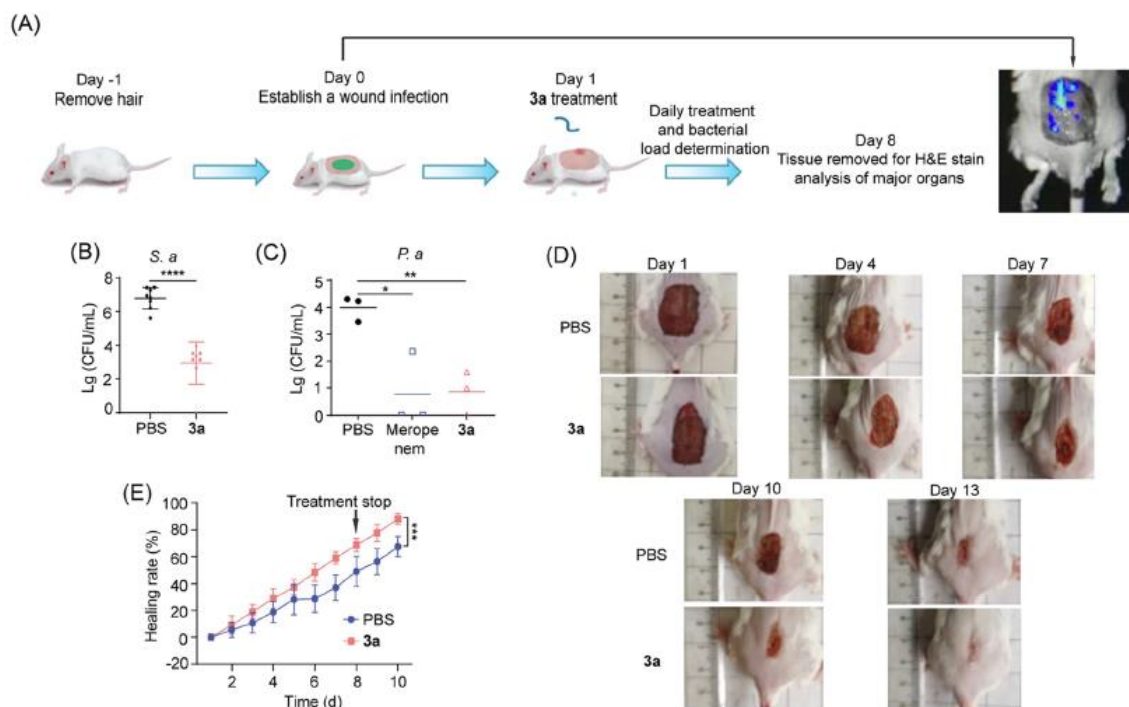 (A)
Day -1
Remove hair
Day 0
Establish a wound infection
Day 1
3a treatment
Daily treatment
and bacterial
load determination
Day 8
Tissue removed for H&E stain
analysis of major organs
(B)
S. a
****
Lg (CFU/mL)
8
6
4
2
0
PBS
3a
(C)
P. a
**
*
Lg (CFU/mL)
5
4
3
2
1
0
PBS
Merope
nem
3a
(D)
Day 1
Day 4
Day 7
PBS
3a
Day 10
Day 13
PBS
3a
(E)
Treatment stop
Healing rate (%)
100
80
60
40
20
0
-20
***
PBS
3a
2
4
6
8
10
Time (d)